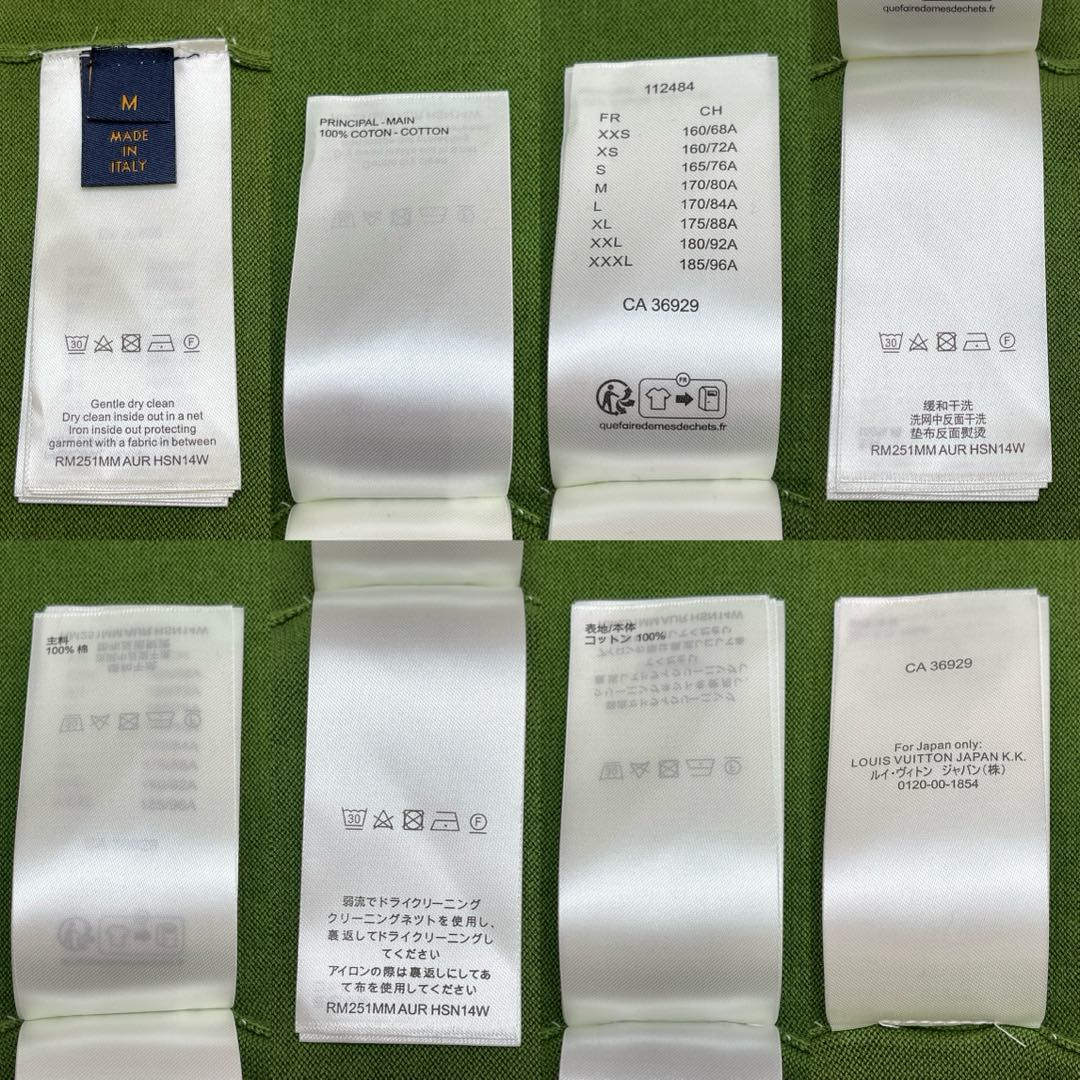 M
MADE
IN
ITALY
30
F
Gentle dry clean
Dry clean inside out in a net
Iron inside out protecting
garment with a fabric in between
RM251MM AUR HSN14W
PRINCIPAL - MAIN
100% COTON - COTTON
112484
FR CH
XXS 160/68A
XS 160/72A
S 165/76A
M 170/80A
L 170/84A
XL 175/88A
XXL 180/92A
XXXL 185/96A
CA 36929
FR
quefairedemesdechets.fr
quefairedemesdechets.fr
30
F
缓和干洗
洗网中反面干洗
垫布反面熨烫
RM251MM AUR HSN14W
主料
100% 棉
30
F
弱流でドライクリーニング
クリーニングネツトを使用し、
裏返してドライクリーニングし
てください
アイロンの際は裏返しにしてあ
て布を使用してください
RM251MM AUR HSN14W
表地/本体
コットン 100%
CA 36929
For Japan only:
LOUIS VUITTON JAPAN K.K.
ルイ・ヴィトン ジャパン(株)
0120-00-1854